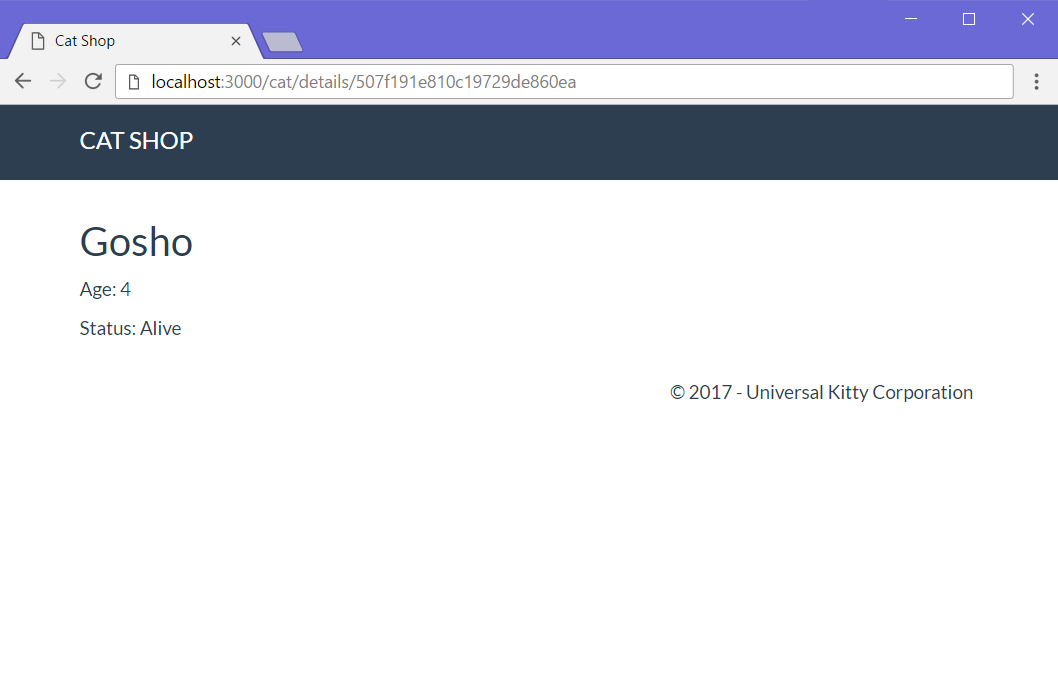 Cat Shop
localhost:3000/cat/details/507f191e810c19729de860ea
CAT SHOP
Gosho
Age: 4
Status: Alive
© 2017 - Universal Kitty Corporation